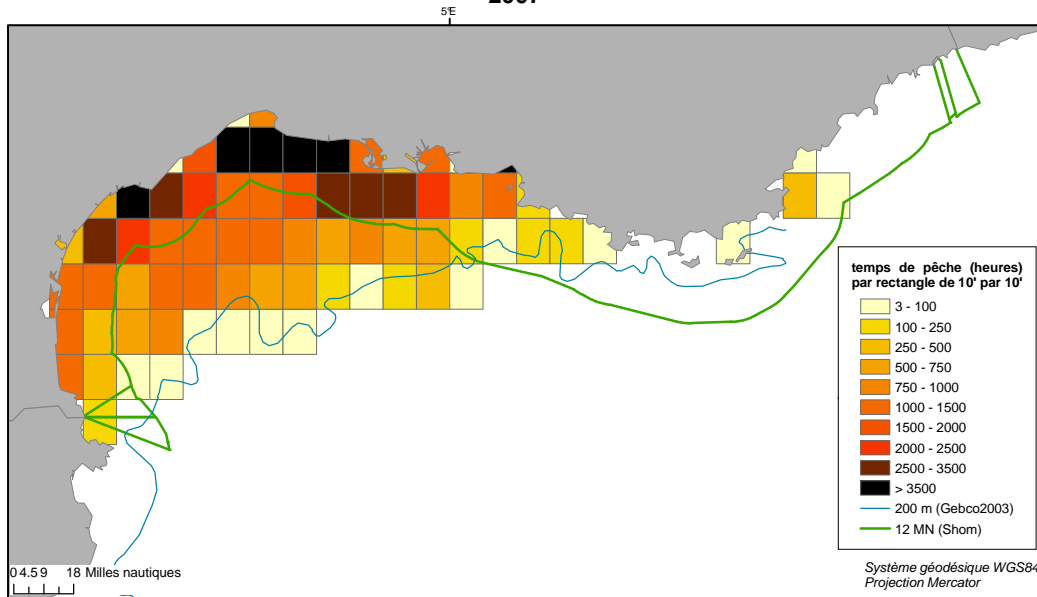 5'E
temps de pêche (heures)
par rectangle de 10' par 10'
3 - 100
100 - 250
250 - 500
500 - 750
750 - 1000
1000 - 1500
1500 - 2000
2000 - 2500
2500 - 3500
> 3500
200 m (Gebco2003)
12 MN (Shom)
0 4.5 9 18 Milles nautiques
Système géodésique WGS84
Projection Mercator